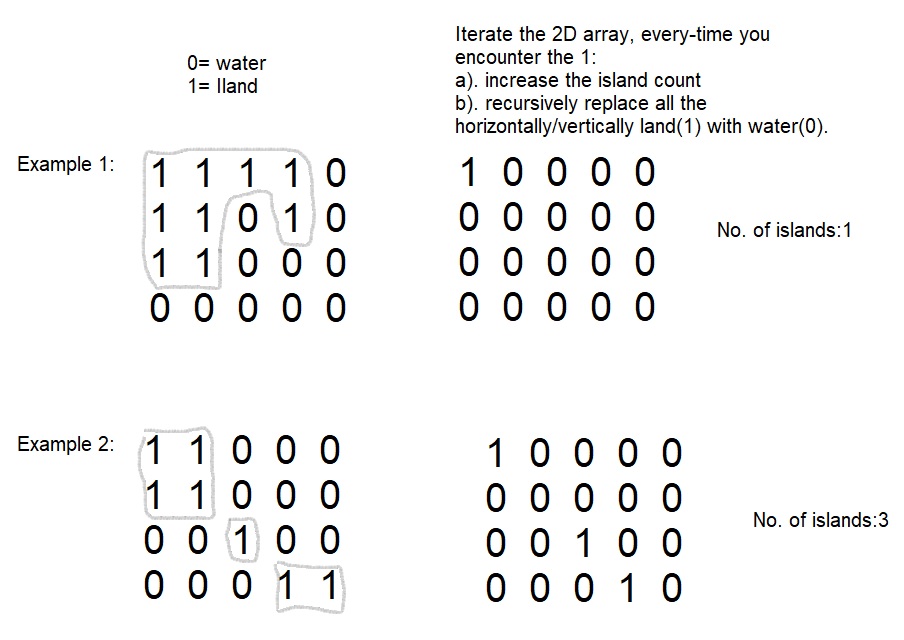 0= water
1= lland
Iterate the 2D array, every-time you
encounter the 1:
a). increase the island count
b). recursively replace all the
horizontally/vertically land(1) with water(0).
Example 1:
1 1 1 1 0
1 1 0 1 0
1 1 0 0 0
0 0 0 0 0
1 0 0 0 0
0 0 0 0 0
0 0 0 0 0
0 0 0 0 0
No. of islands:1
Example 2:
1 1 0 0 0
1 1 0 0 0
0 0 1 0 0
0 0 0 1 1
1 0 0 0 0
0 0 0 0 0
0 0 1 0 0
0 0 0 1 0
No. of islands:3